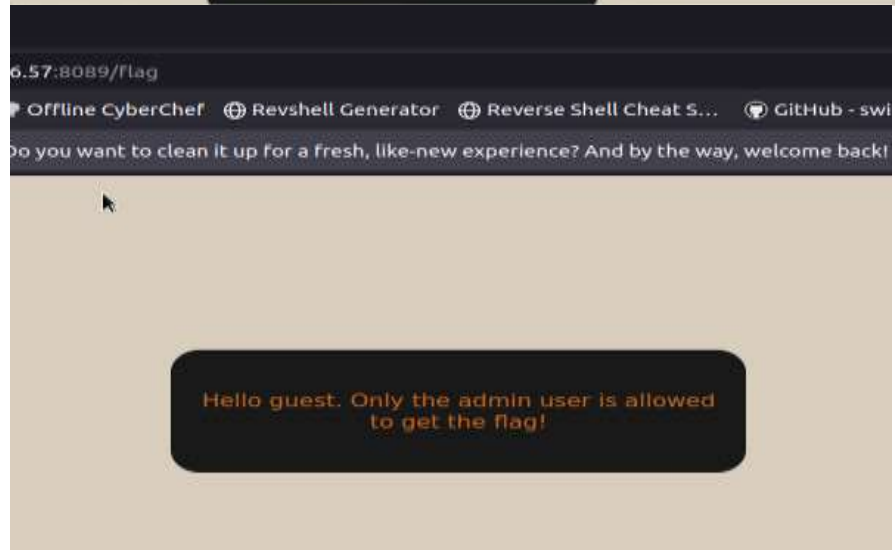 6.57:8089/flag
Offline CyberChef Revshell Generator Reverse Shell Cheat S... GitHub - swi
you want to clean it up for a fresh, like-new experience? And by the way, welcome back!
Hello guest. Only the admin user is allowed
to get the flag!